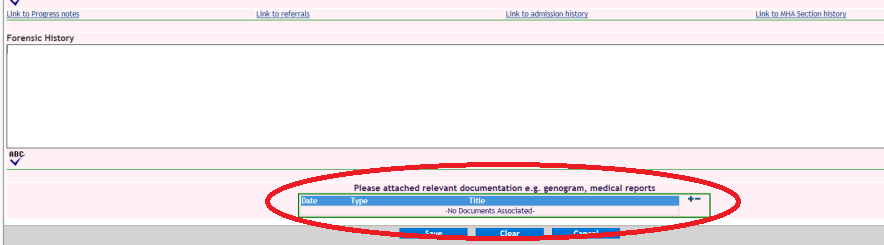 Link to Progress notes Link to referrals Link to admission history Link to MHA Section history
Forensic History
ABC
Please attached relevant documentation e.g. genogram, medical reports
Date Type Title
-No Documents Associated-
Save Clear Cancel